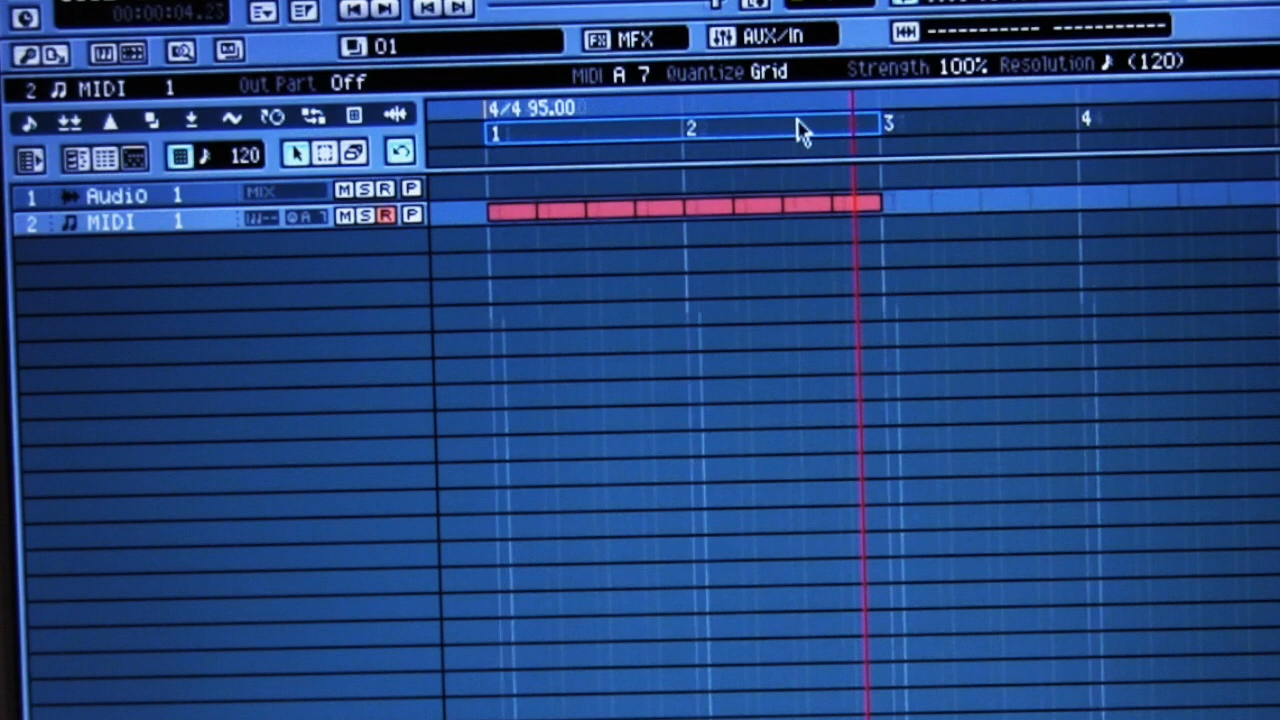 00:00:04.23
01 FX MFX AUX/In ----------- ----------
2 MIDI 1 Out Part Off MIDI A 7 Quantize Grid Strength 100% Resolution (120)
4/4 95.00
1 2 3 4
120
1 Audio 1 MIX M S R P
2 MIDI 1 A 7 M S R P